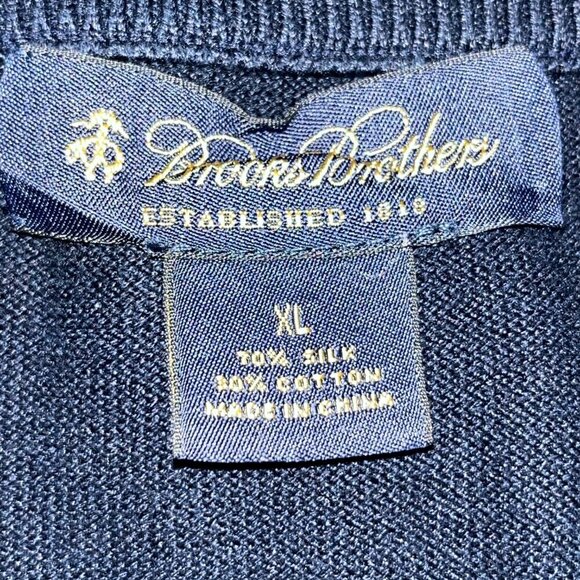 Brooks Brothers
ESTABLISHED 1818
XL
70% SILK
30% COTTON
MADE IN CHINA